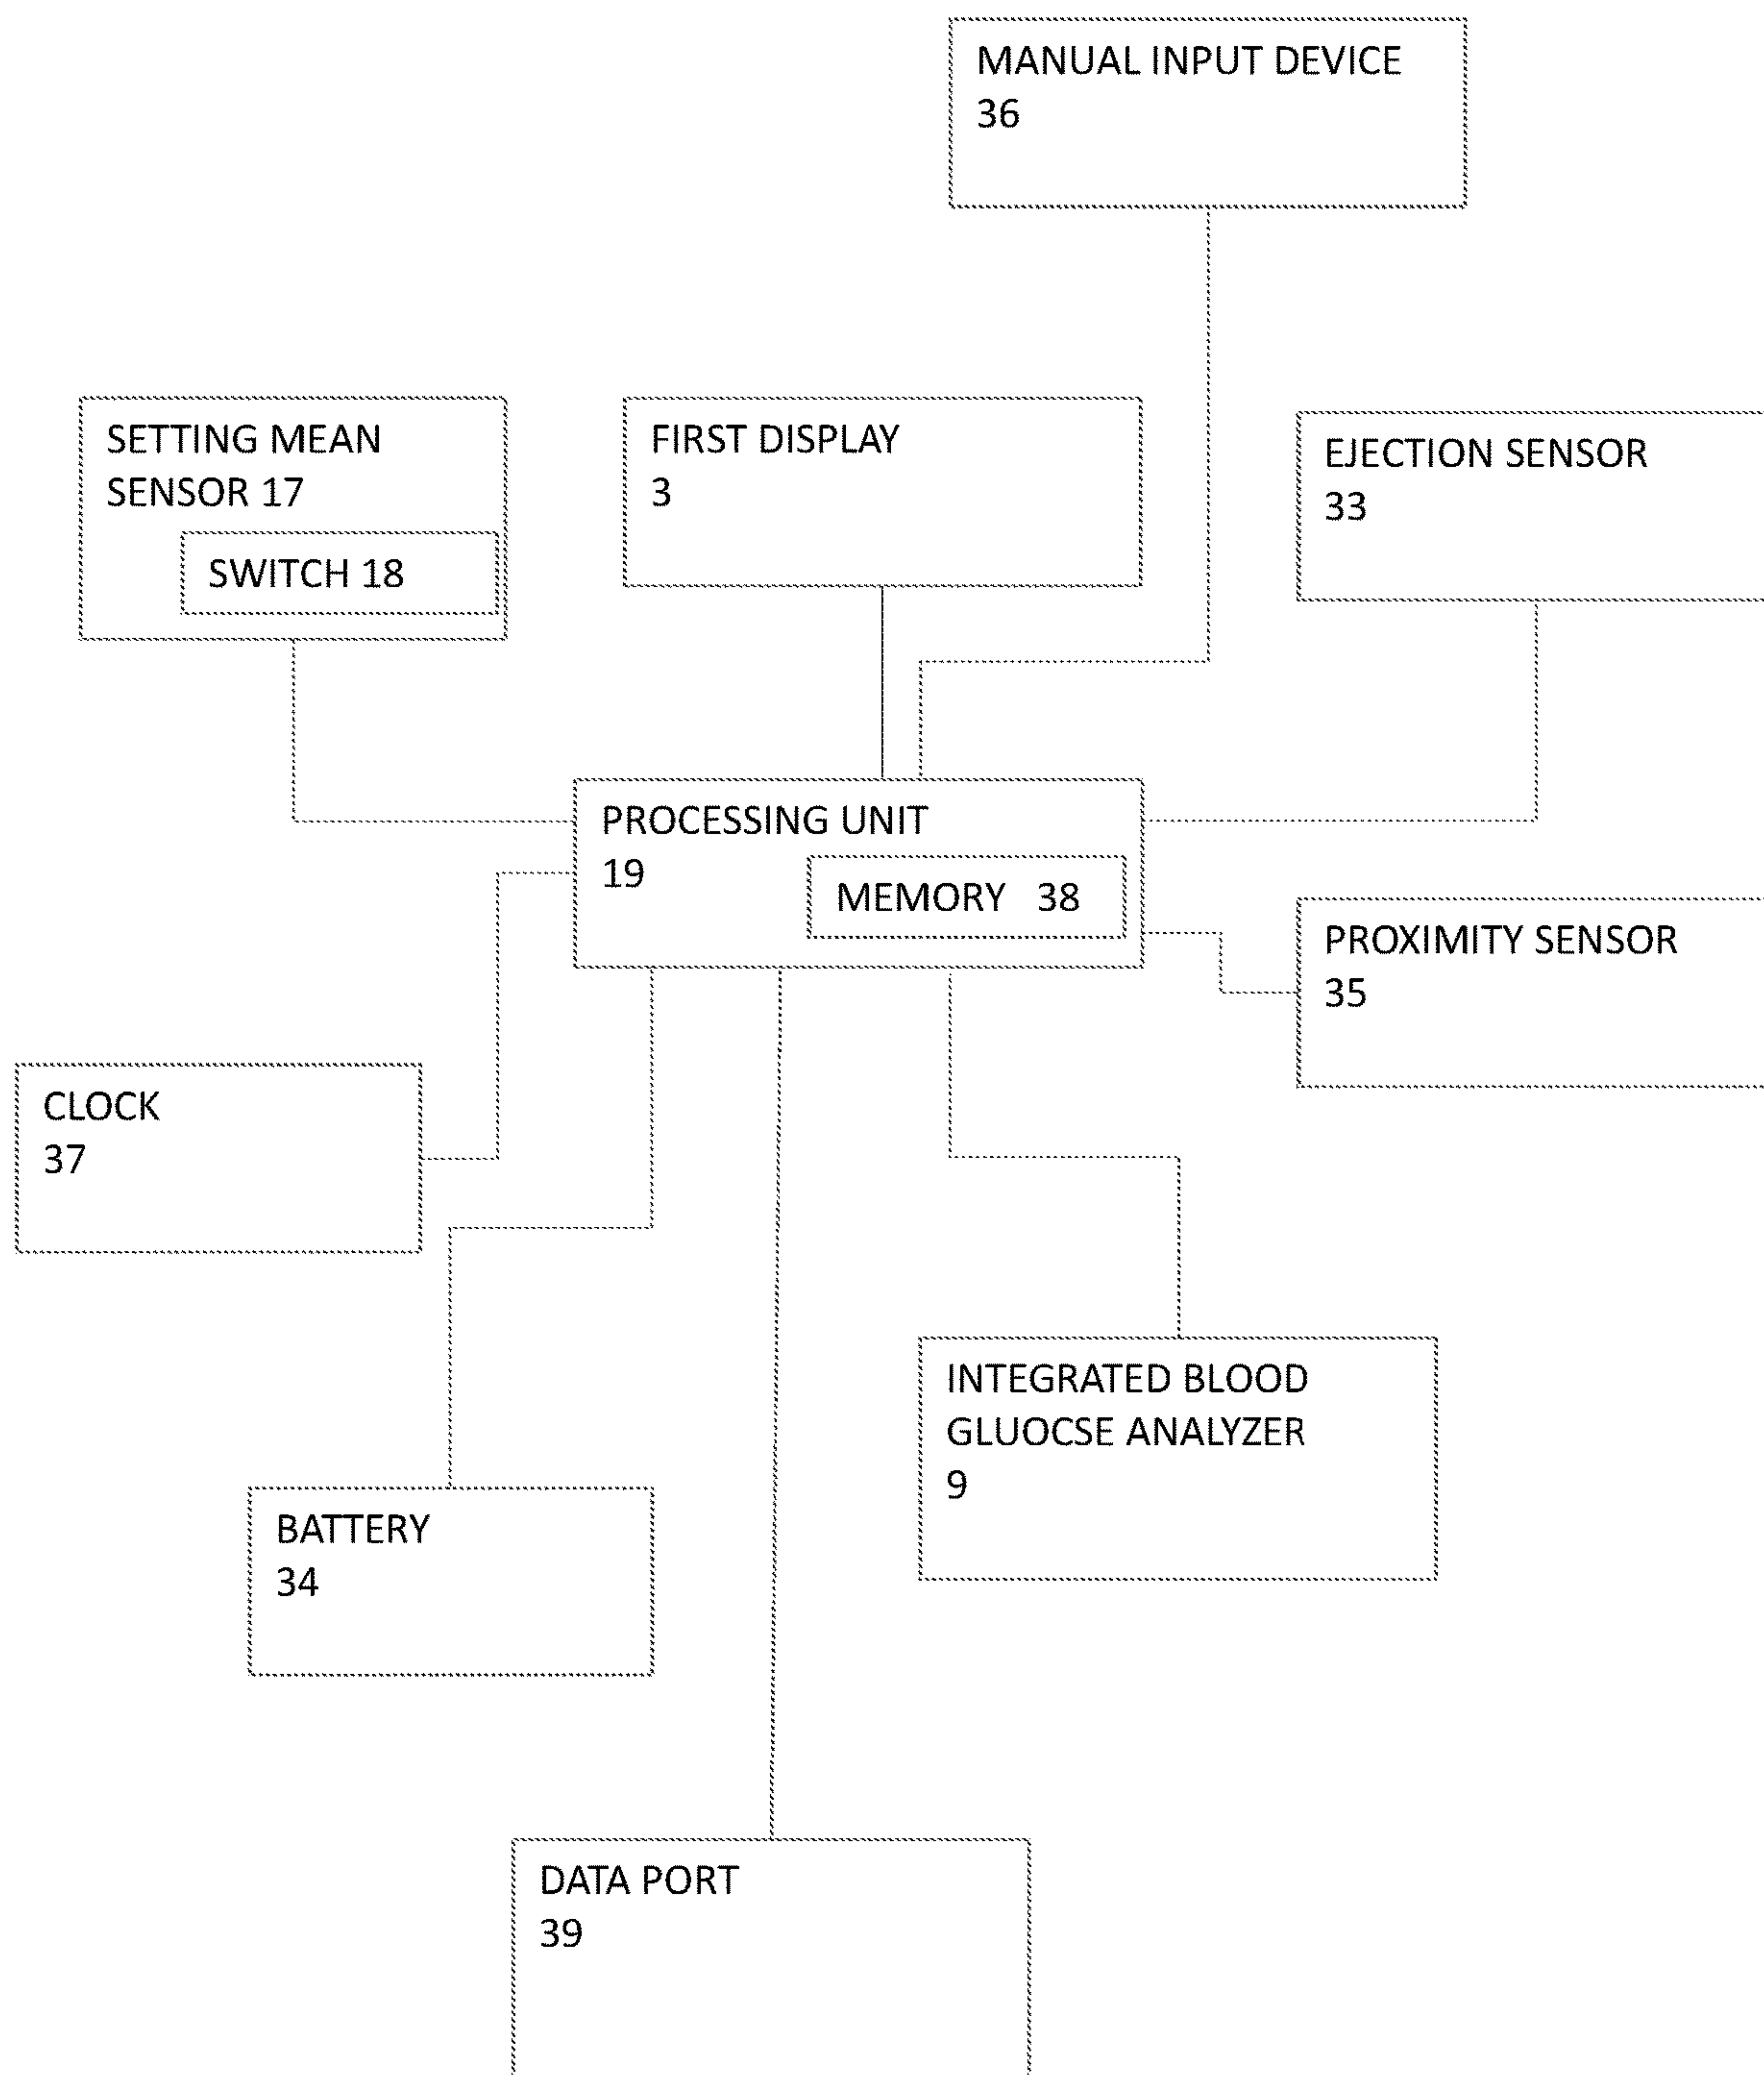 MANUAL INPUT DEVICE
36
SETTING MEAN
SENSOR 17
SWITCH 18
FIRST DISPLAY
3
EJECTION SENSOR
33
PROCESSING UNIT
19
MEMORY 38
PROXIMITY SENSOR
35
CLOCK
37
INTEGRATED BLOOD
GLUOCSE ANALYZER
9
BATTERY
34
DATA PORT
39